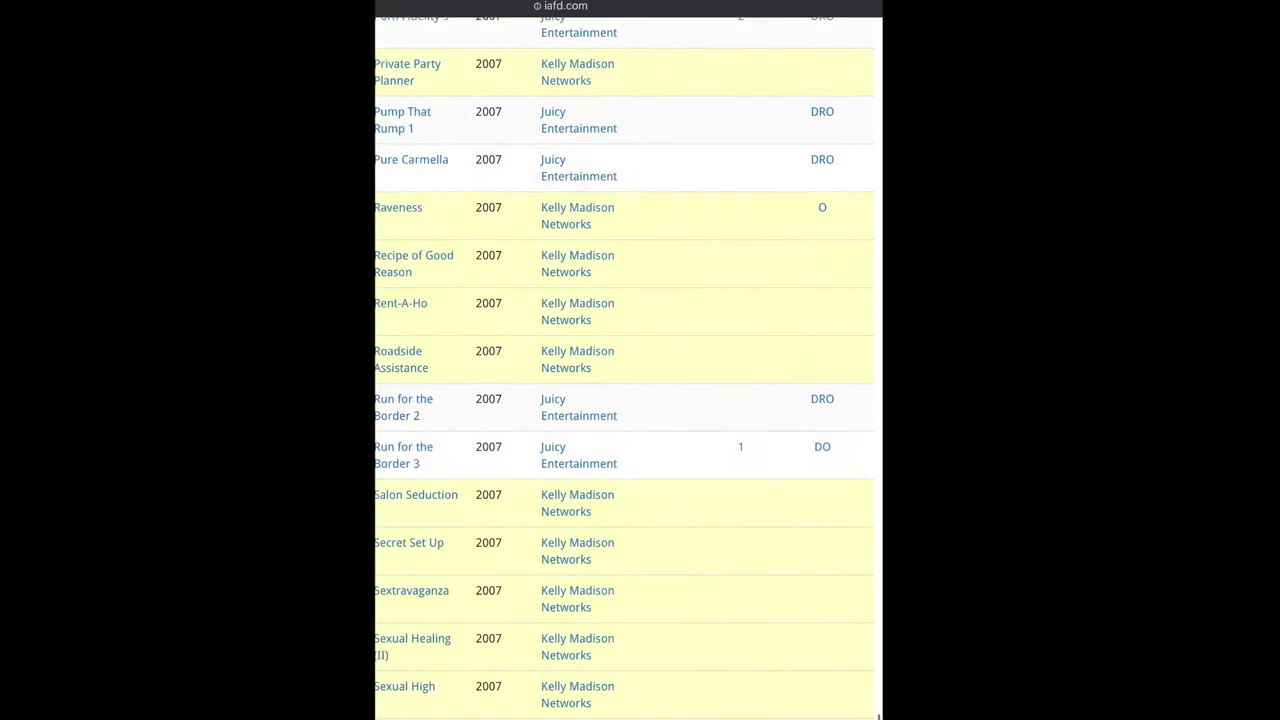 iafd.com
Juicy
Entertainment
Private Party
Planner
2007
Kelly Madison
Networks
Pump That
Rump 1
2007
Juicy
Entertainment
DRO
Pure Carmella
2007
Juicy
Entertainment
DRO
Raveness
2007
Kelly Madison
Networks
O
Recipe of Good
Reason
2007
Kelly Madison
Networks
Rent-A-Ho
2007
Kelly Madison
Networks
Roadside
Assistance
2007
Kelly Madison
Networks
Run for the
Border 2
2007
Juicy
Entertainment
DRO
Run for the
Border 3
2007
Juicy
Entertainment
1
DO
Salon Seduction
2007
Kelly Madison
Networks
Secret Set Up
2007
Kelly Madison
Networks
Sextravaganza
2007
Kelly Madison
Networks
Sexual Healing
(II)
2007
Kelly Madison
Networks
Sexual High
2007
Kelly Madison
Networks